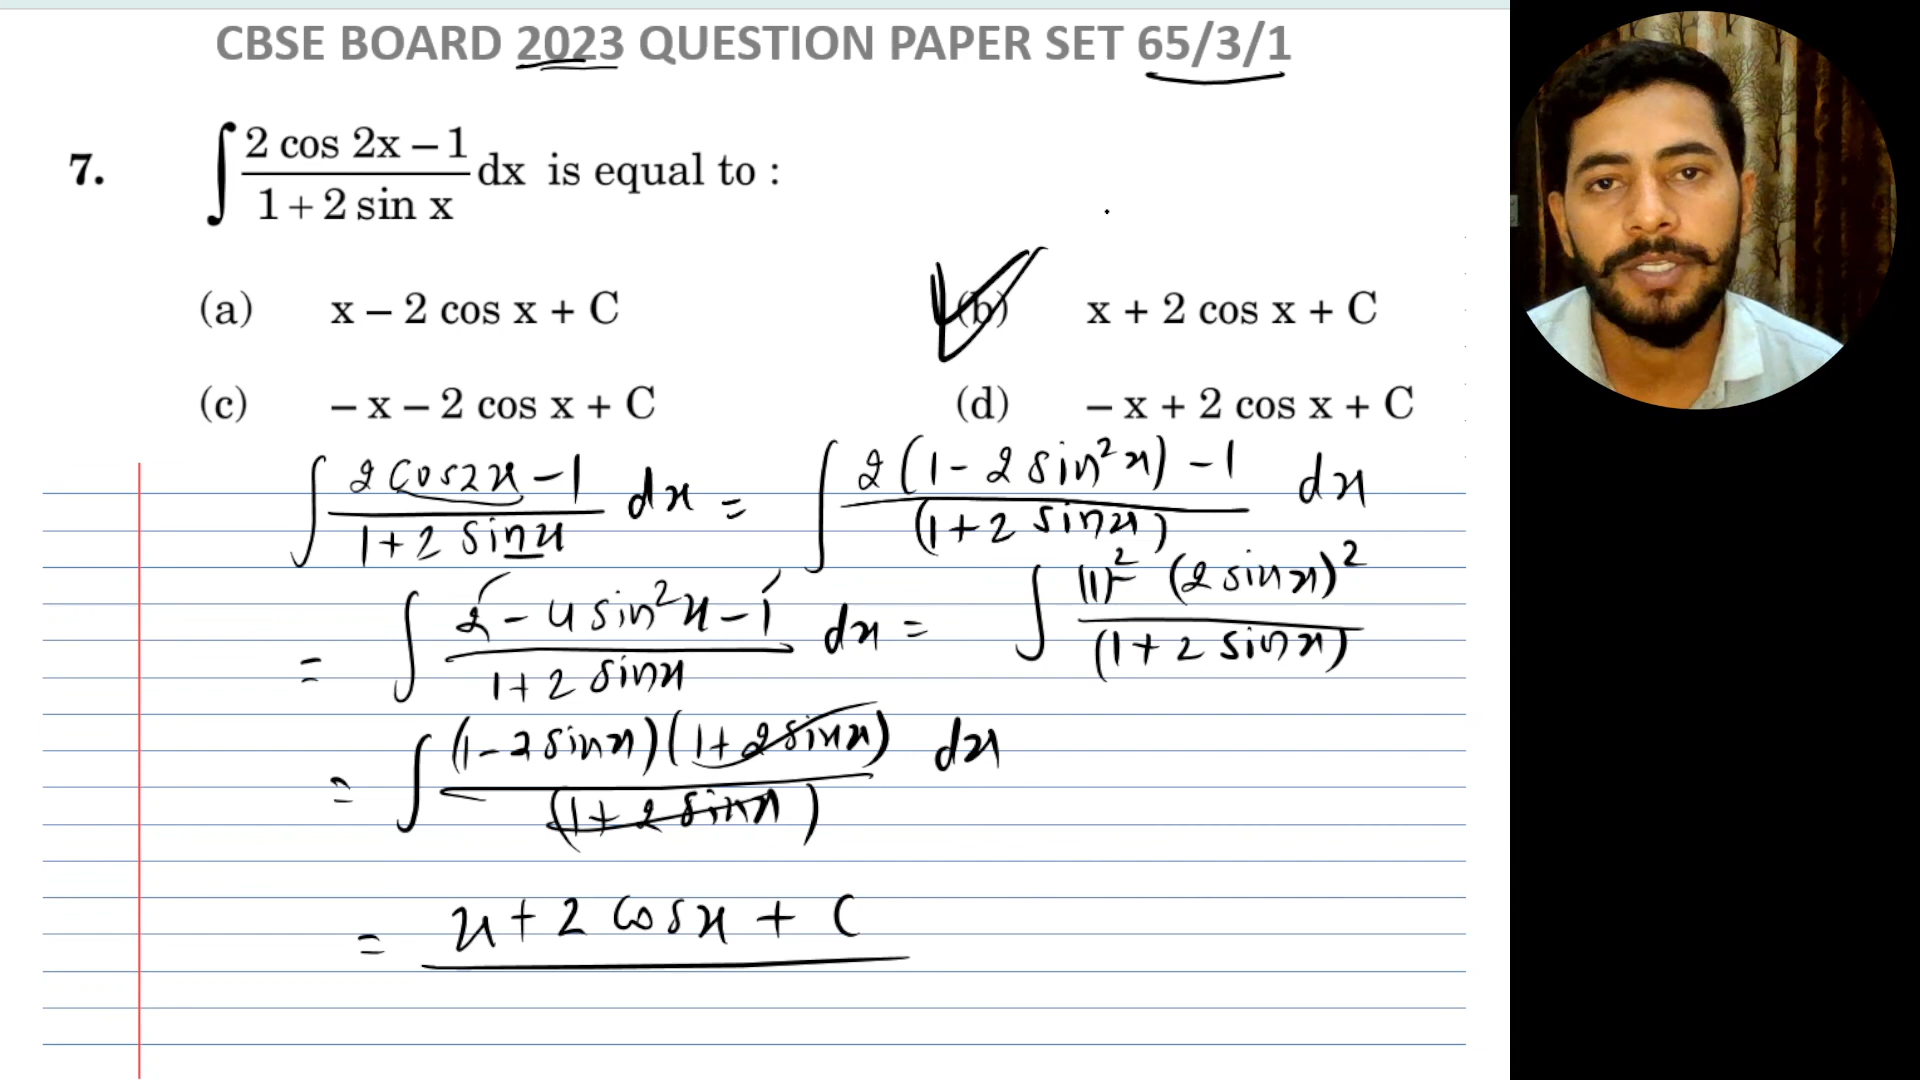 CBSE BOARD 2023 QUESTION PAPER SET 65/3/1
7. ∫ (2 cos 2x – 1)/(1 + 2 sin x) dx is equal to :
(a) x – 2 cos x + C (b) x + 2 cos x + C
(c) – x – 2 cos x + C (d) – x + 2 cos x + C
∫ (2 cos2x – 1)/(1 + 2 sinx) dx = ∫ (2(1 – 2 sin²x) – 1)/((1 + 2 sinx)) dx
= ∫ (2 – 4 sin²x – 1)/(1 + 2 sinx) dx = ∫ ((1)² – (2 sinx)²)/((1 + 2 sinx))
= ∫ ((1 – 2 sinx)(1 + 2 sinx))/((1 + 2 sinx)) dx
= x + 2 cosx + C